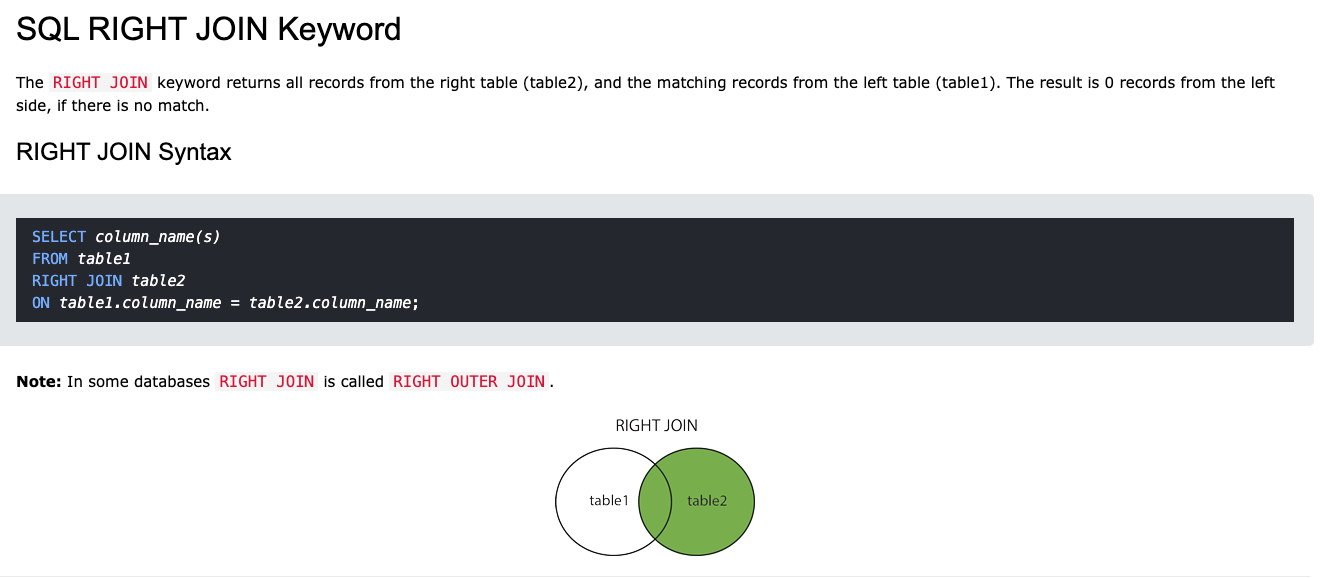 SQL RIGHT JOIN Keyword
The RIGHT JOIN keyword returns all records from the right table (table2), and the matching records from the left table (table1). The result is 0 records from the left
side, if there is no match.
RIGHT JOIN Syntax
SELECT column_name(s)
FROM table1
RIGHT JOIN table2
ON table1.column_name = table2.column_name;
Note: In some databases RIGHT JOIN is called RIGHT OUTER JOIN.
RIGHT JOIN
table1 table2